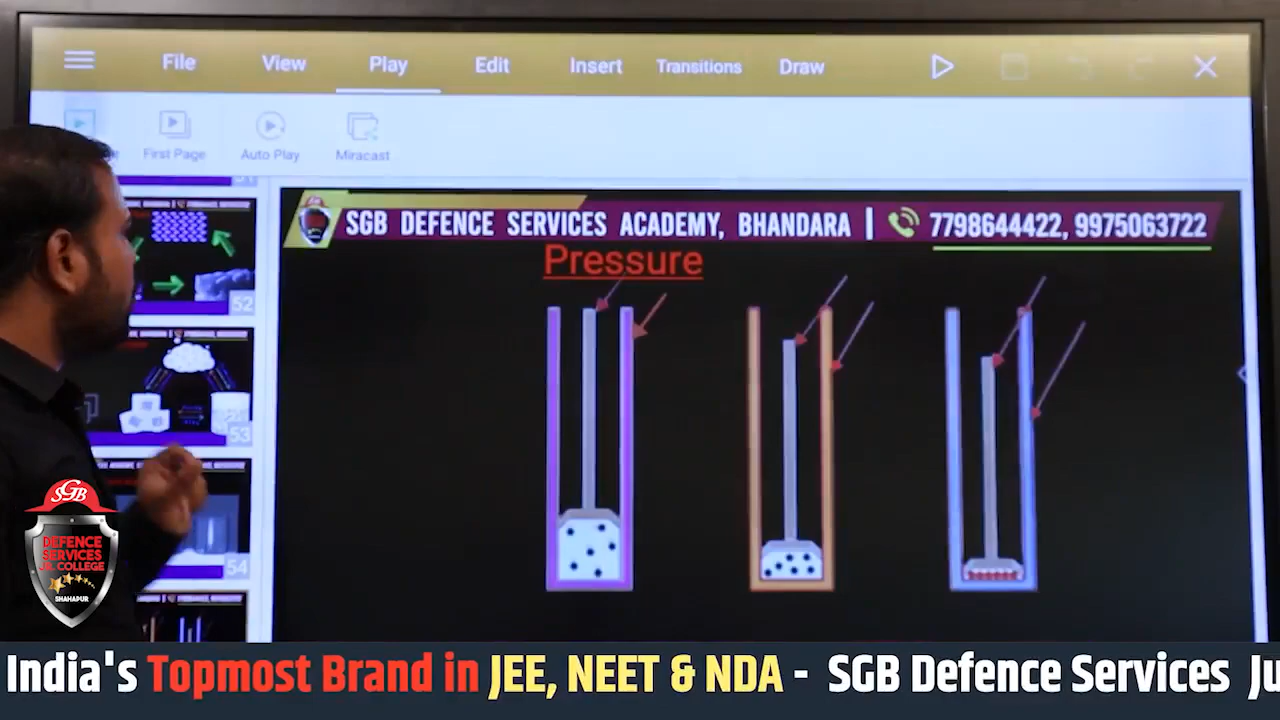 File View Play Edit Insert Transitions Draw
First Page Auto Play Miracast
SGB DEFENCE SERVICES ACADEMY, BHANDARA | 7798644422, 9975063722
Pressure
52
53
54
SGB
DEFENCE
SERVICES
JR. COLLEGE
SHAHAPUR
India's Topmost Brand in JEE, NEET & NDA - SGB Defence Services Ju